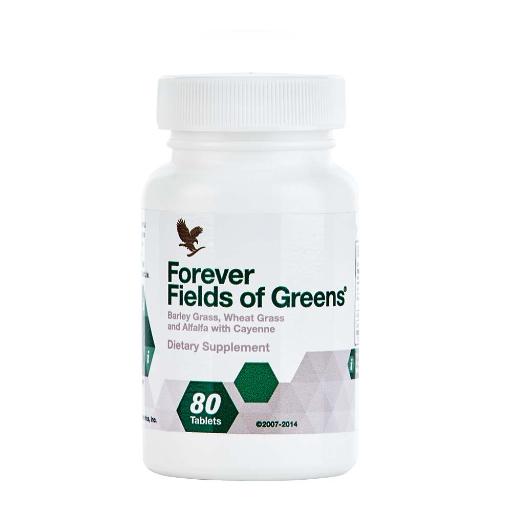 Forever
Fields of Greens®
Barley Grass, Wheat Grass
and Alfalfa with Cayenne
Dietary Supplement
80
Tablets
©2007-2014